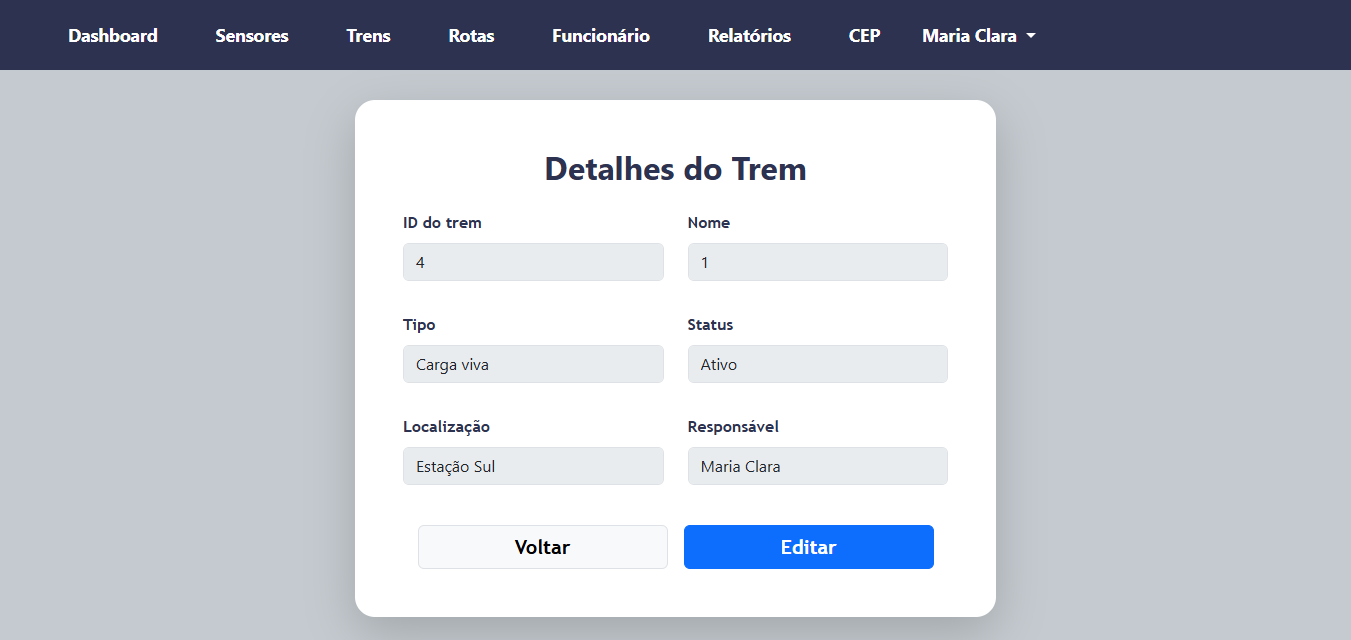 Dashboard Sensores Trens Rotas Funcionário Relatórios CEP Maria Clara
Detalhes do Trem
ID do trem Nome
4 1
Tipo Status
Carga viva Ativo
Localização Responsável
Estação Sul Maria Clara
Voltar Editar